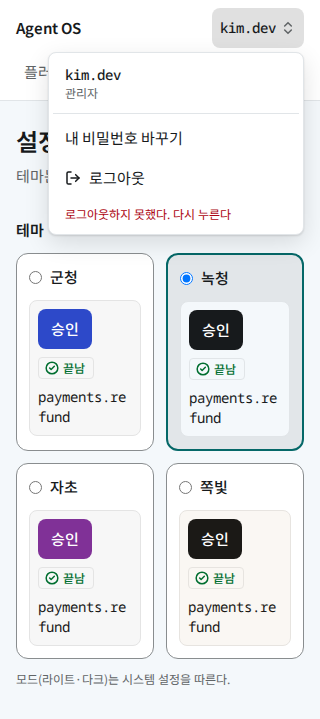 Agent OS
kim.dev
플러
kim.dev
관리자
내 비밀번호 바꾸기
로그아웃
로그아웃하지 못했다. 다시 누른다
설정
테마
테마
군청
승인
끝남
payments.re
fund
녹청
승인
끝남
payments.re
fund
자초
승인
끝남
payments.re
fund
쪽빛
승인
끝남
payments.re
fund
모드(라이트·다크)는 시스템 설정을 따른다.